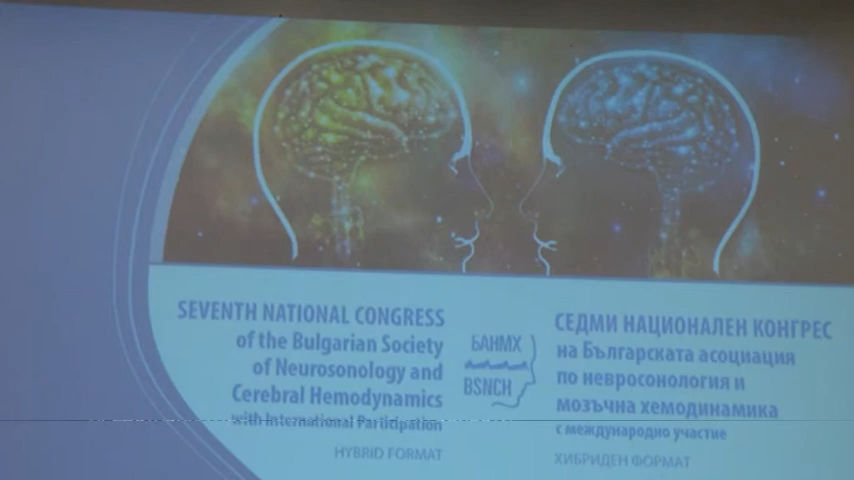 SEVENTH NATIONAL CONGRESS
of the Bulgarian Society
of Neurosonology and
Cerebral Hemodynamics
with International Participation
HYBRID FORMAT
БАНМХ
BSNCH
СЕДМИ НАЦИОНАЛЕН КОНГРЕС
на Българската асоциация
по невросонология и
мозъчна хемодинамика
с международно участие
ХИБРИДЕН ФОРМАТ